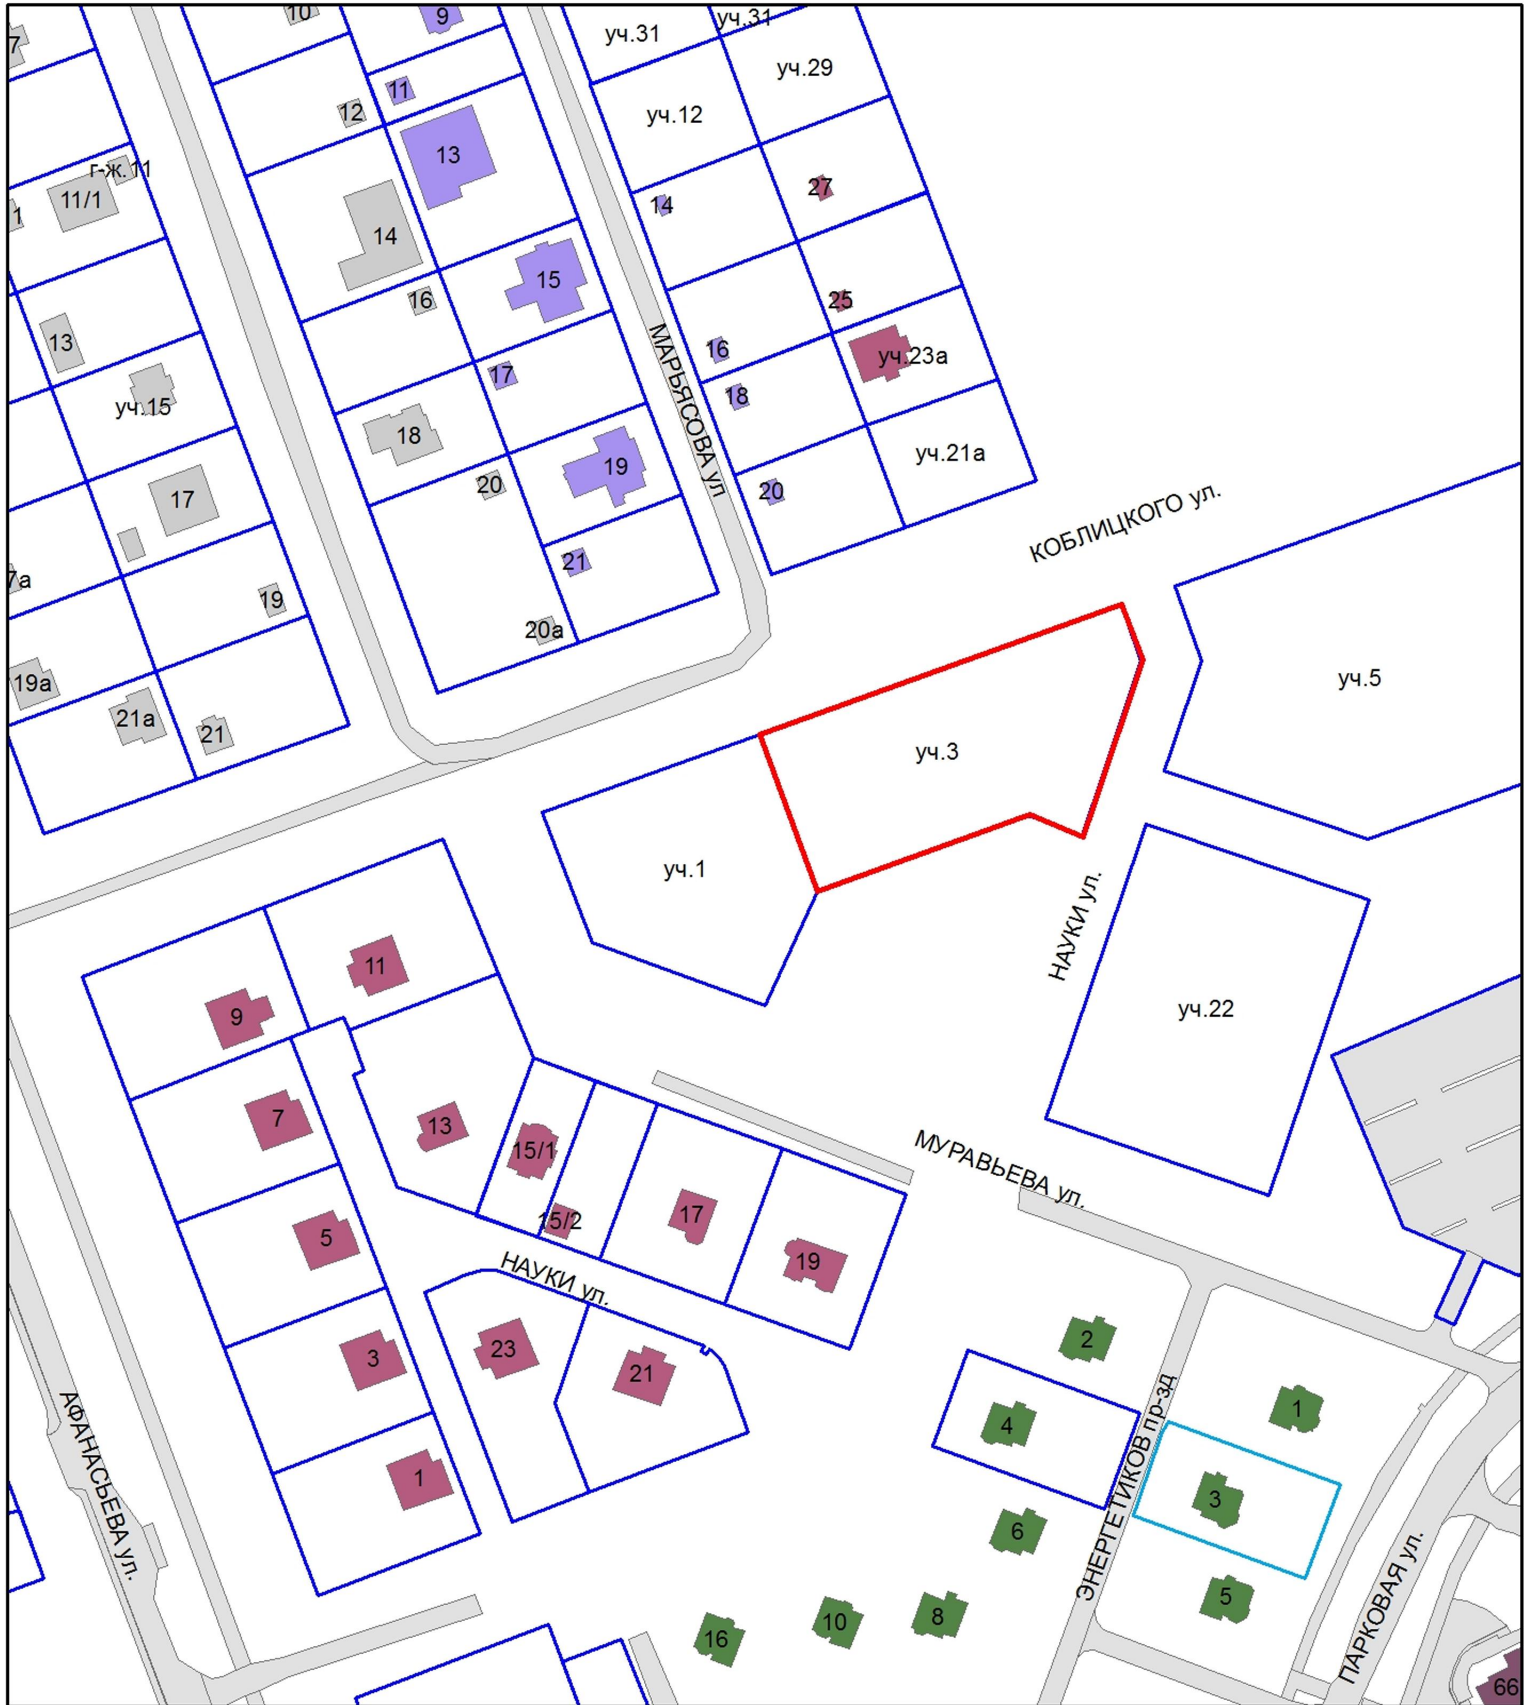 10
9
уч.31
уч.31
7
уч.29
11
12
уч.12
13
г-ж.11
11/1
27
14
1
14
15
16
25
13
16
уч.23а
17
18
уч.15
МАРЬЯСОВА ул
18
уч.21а
19
20
20
17
КОБЛИЦКОГО ул.
21
7а
19
20а
19а
уч.5
21а
21
уч.3
уч.1
НАУКИ ул.
11
уч.22
9
7
13
15/1
МУРАВЬЕВА ул.
15/2
17
5
19
НАУКИ ул.
2
23
3
21
1
4
ЭНЕРГЕТИКОВ пр-зд
1
АФАНАСЬЕВА ул.
3
6
5
ПАРКОВАЯ ул.
8
10
16
66